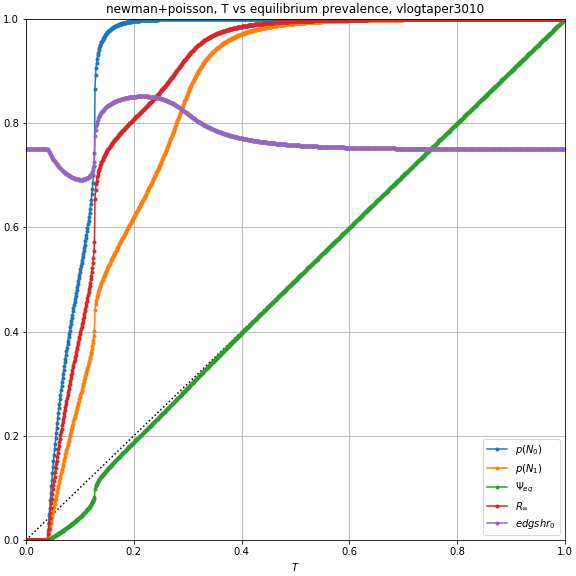 newman+poisson, T vs equilibrium prevalence, vlogtaper3010
1.0
0.8
0.6
0.4
0.2
0.0
p(N₀)
p(N₁)
Ψ_eq
R_∞
edgshr₀
0.0 0.2 0.4 0.6 0.8 1.0
T